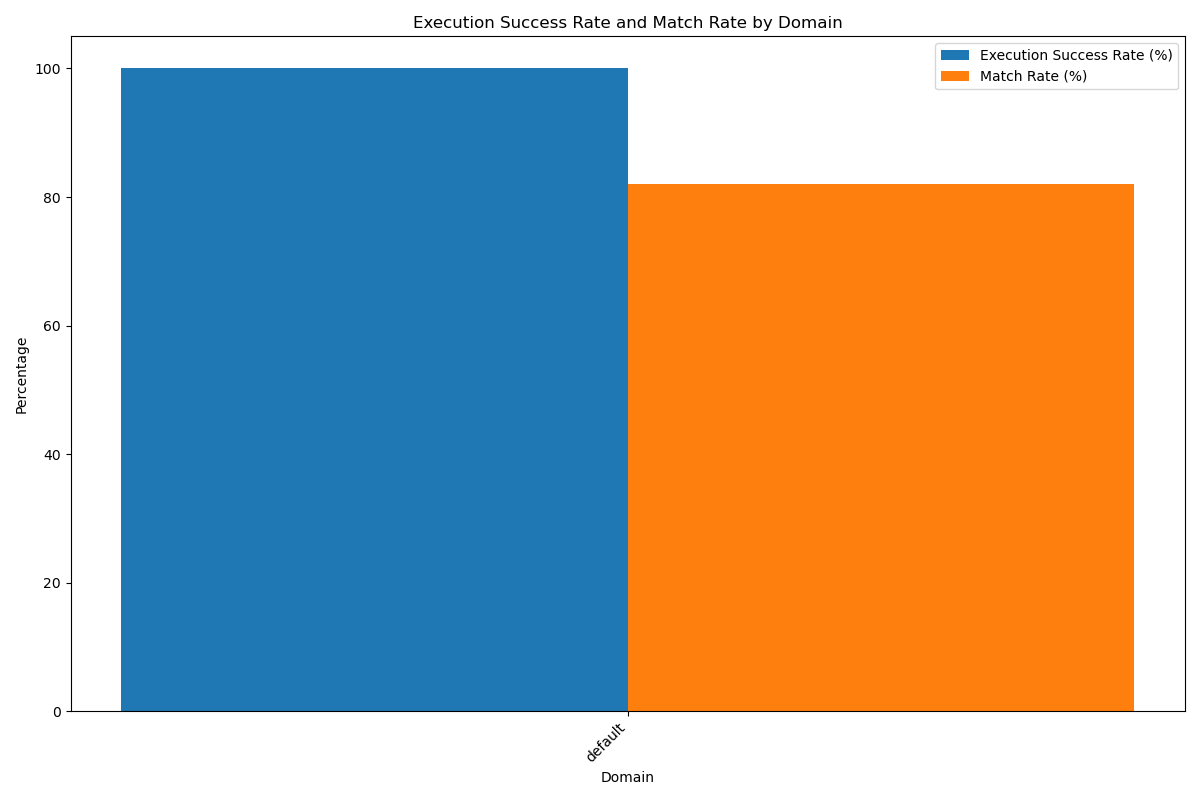 Execution Success Rate and Match Rate by Domain
Execution Success Rate (%)
Match Rate (%)
100
80
60
40
20
0
Percentage
default
Domain